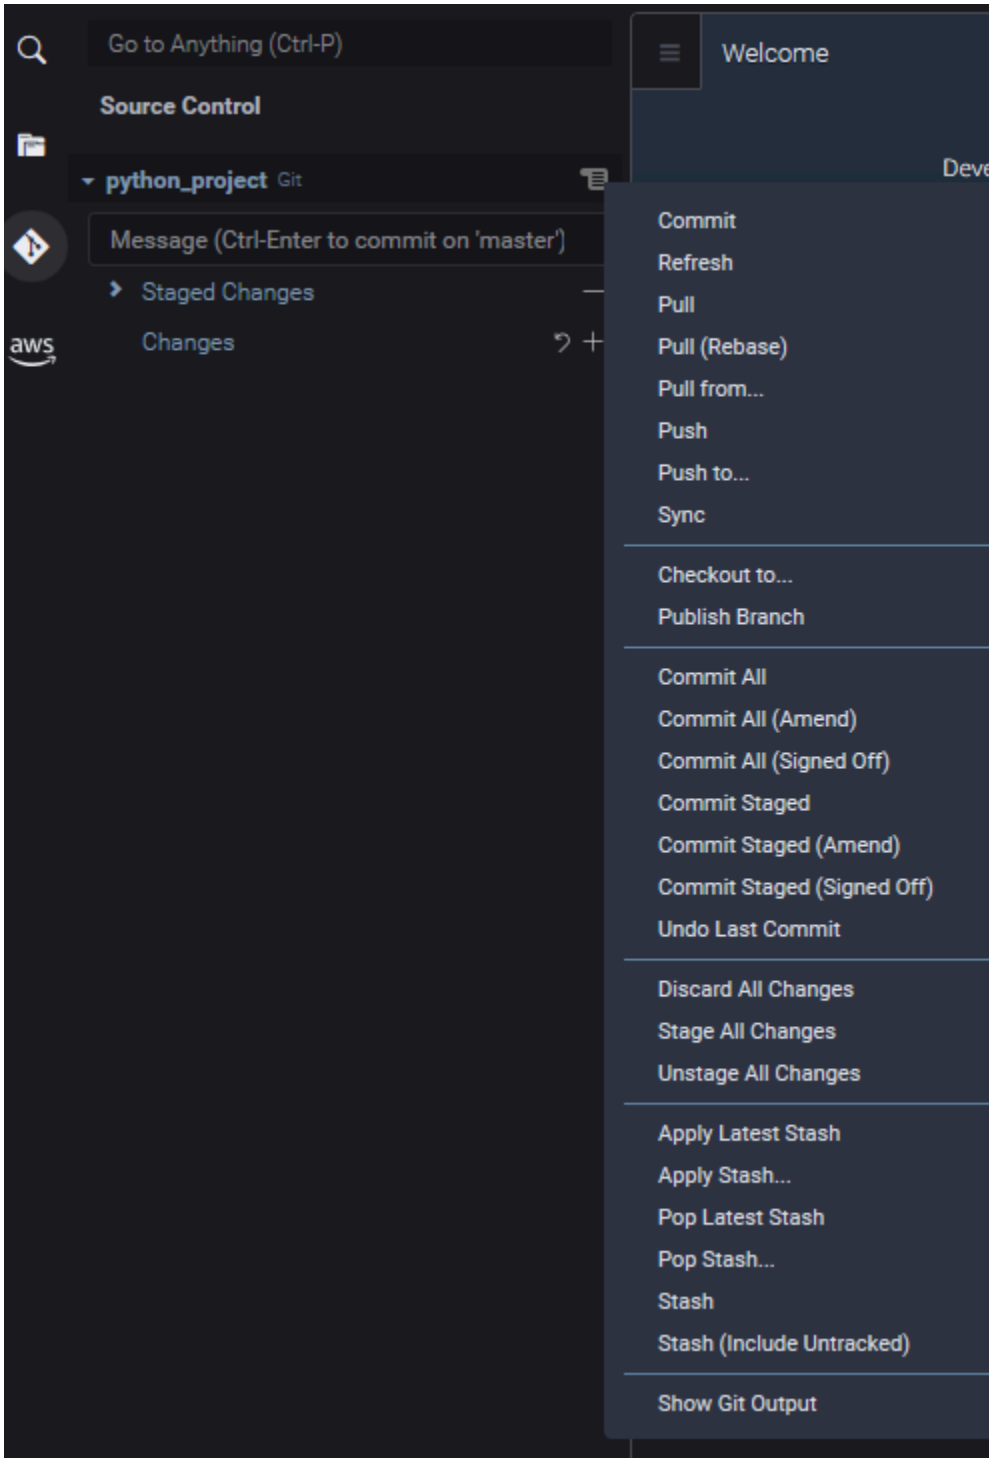 Go to Anything (Ctrl-P)
Welcome
Source Control
Deve
python_project Git
Message (Ctrl-Enter to commit on 'master')
Staged Changes
Changes
aws
Commit
Refresh
Pull
Pull (Rebase)
Pull from...
Push
Push to...
Sync
Checkout to...
Publish Branch
Commit All
Commit All (Amend)
Commit All (Signed Off)
Commit Staged
Commit Staged (Amend)
Commit Staged (Signed Off)
Undo Last Commit
Discard All Changes
Stage All Changes
Unstage All Changes
Apply Latest Stash
Apply Stash...
Pop Latest Stash
Pop Stash...
Stash
Stash (Include Untracked)
Show Git Output